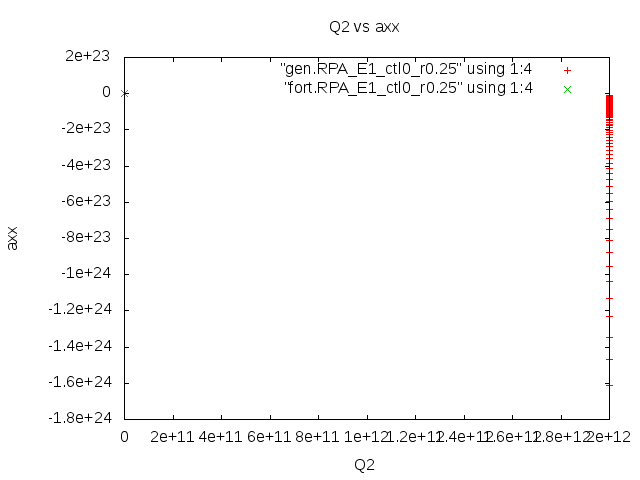 Q2 vs axx
"gen.RPA_E1_ctl0_r0.25" using 1:4
"fort.RPA_E1_ctl0_r0.25" using 1:4
2e+23
0
-2e+23
-4e+23
-6e+23
-8e+23
-1e+24
-1.2e+24
-1.4e+24
-1.6e+24
-1.8e+24
axx
0 2e+11 4e+11 6e+11 8e+11 1e+12 1.2e+12 1.4e+12 1.6e+12 1.8e+12 2e+12
Q2